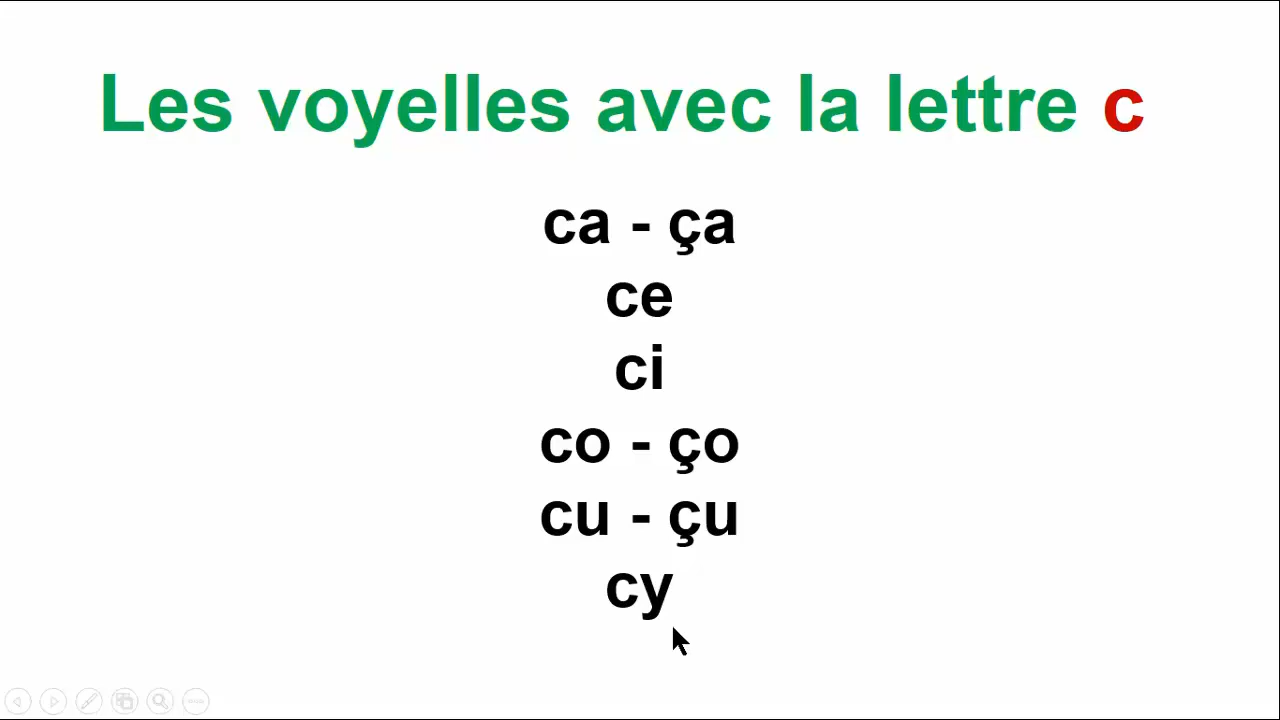 Les voyelles avec la lettre c
ca - ça
ce
ci
co - ço
cu - çu
cy